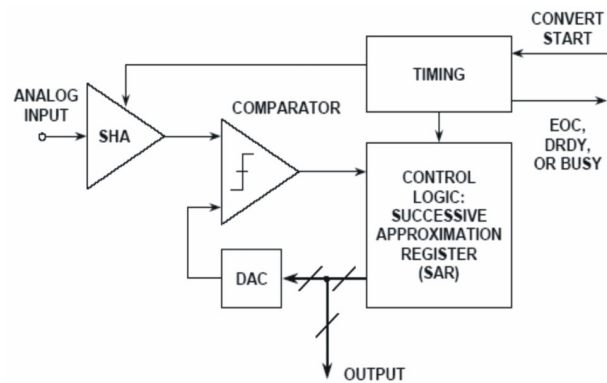 CONVERT
START
TIMING
ANALOG
INPUT
COMPARATOR
SHA
EOC,
DRDY,
OR BUSY
CONTROL
LOGIC:
SUCCESSIVE
APPROXIMATION
REGISTER
(SAR)
DAC
OUTPUT